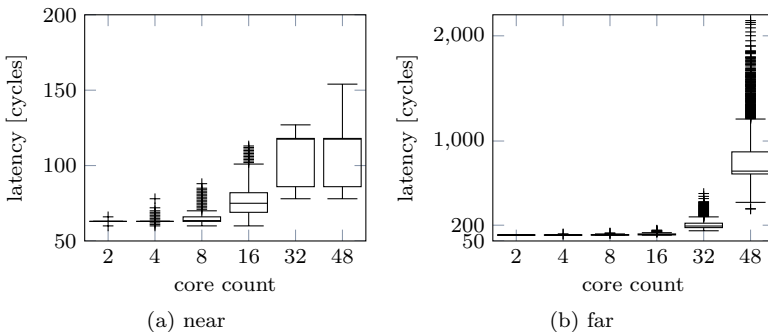 latency [cycles]
200
150
100
50
2 4 8 16 32 48
core count
(a) near
latency [cycles]
2,000
1,000
200
50
2 4 8 16 32 48
core count
(b) far